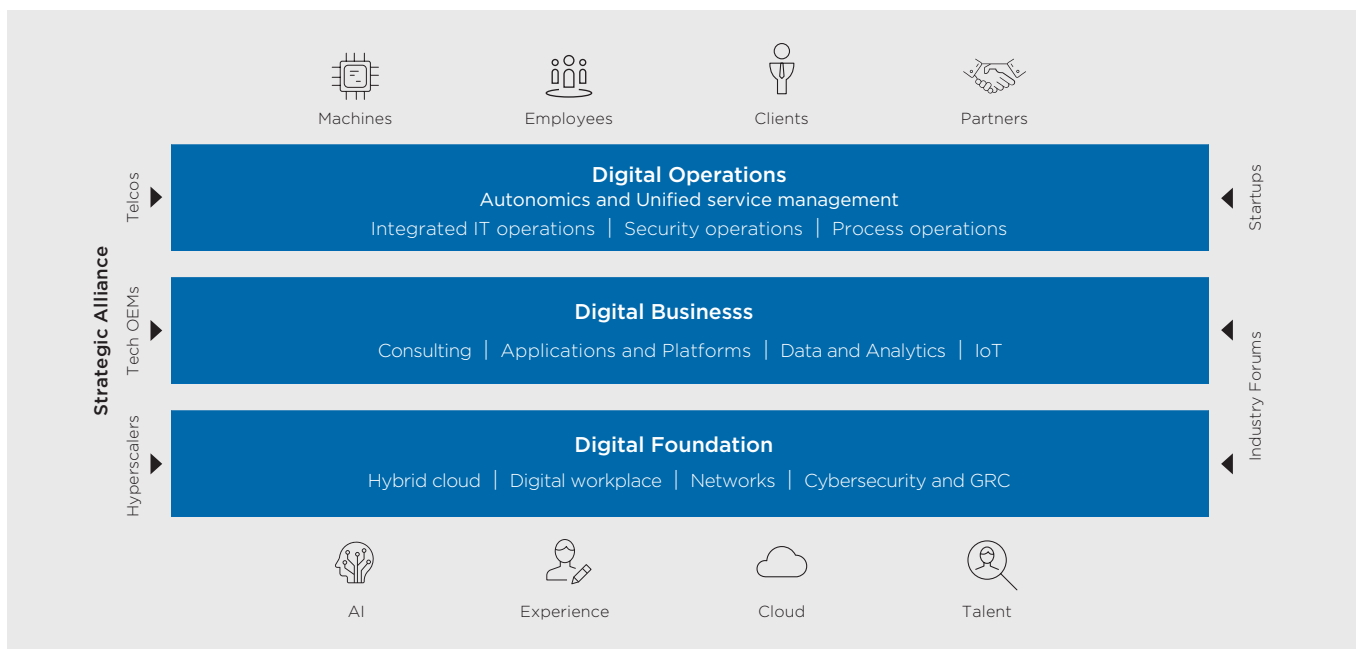 Machines
Employees
Clients
Partners
Strategic Alliance
Telcos
Digital Operations
Autonomics and Unified service management
Integrated IT operations | Security operations | Process operations
Startups
Tech OEMs
Digital Businesss
Consulting | Applications and Platforms | Data and Analytics | IoT
Industry Forums
Hyperscalers
Digital Foundation
Hybrid cloud | Digital workplace | Networks | Cybersecurity and GRC
AI
Experience
Cloud
Talent